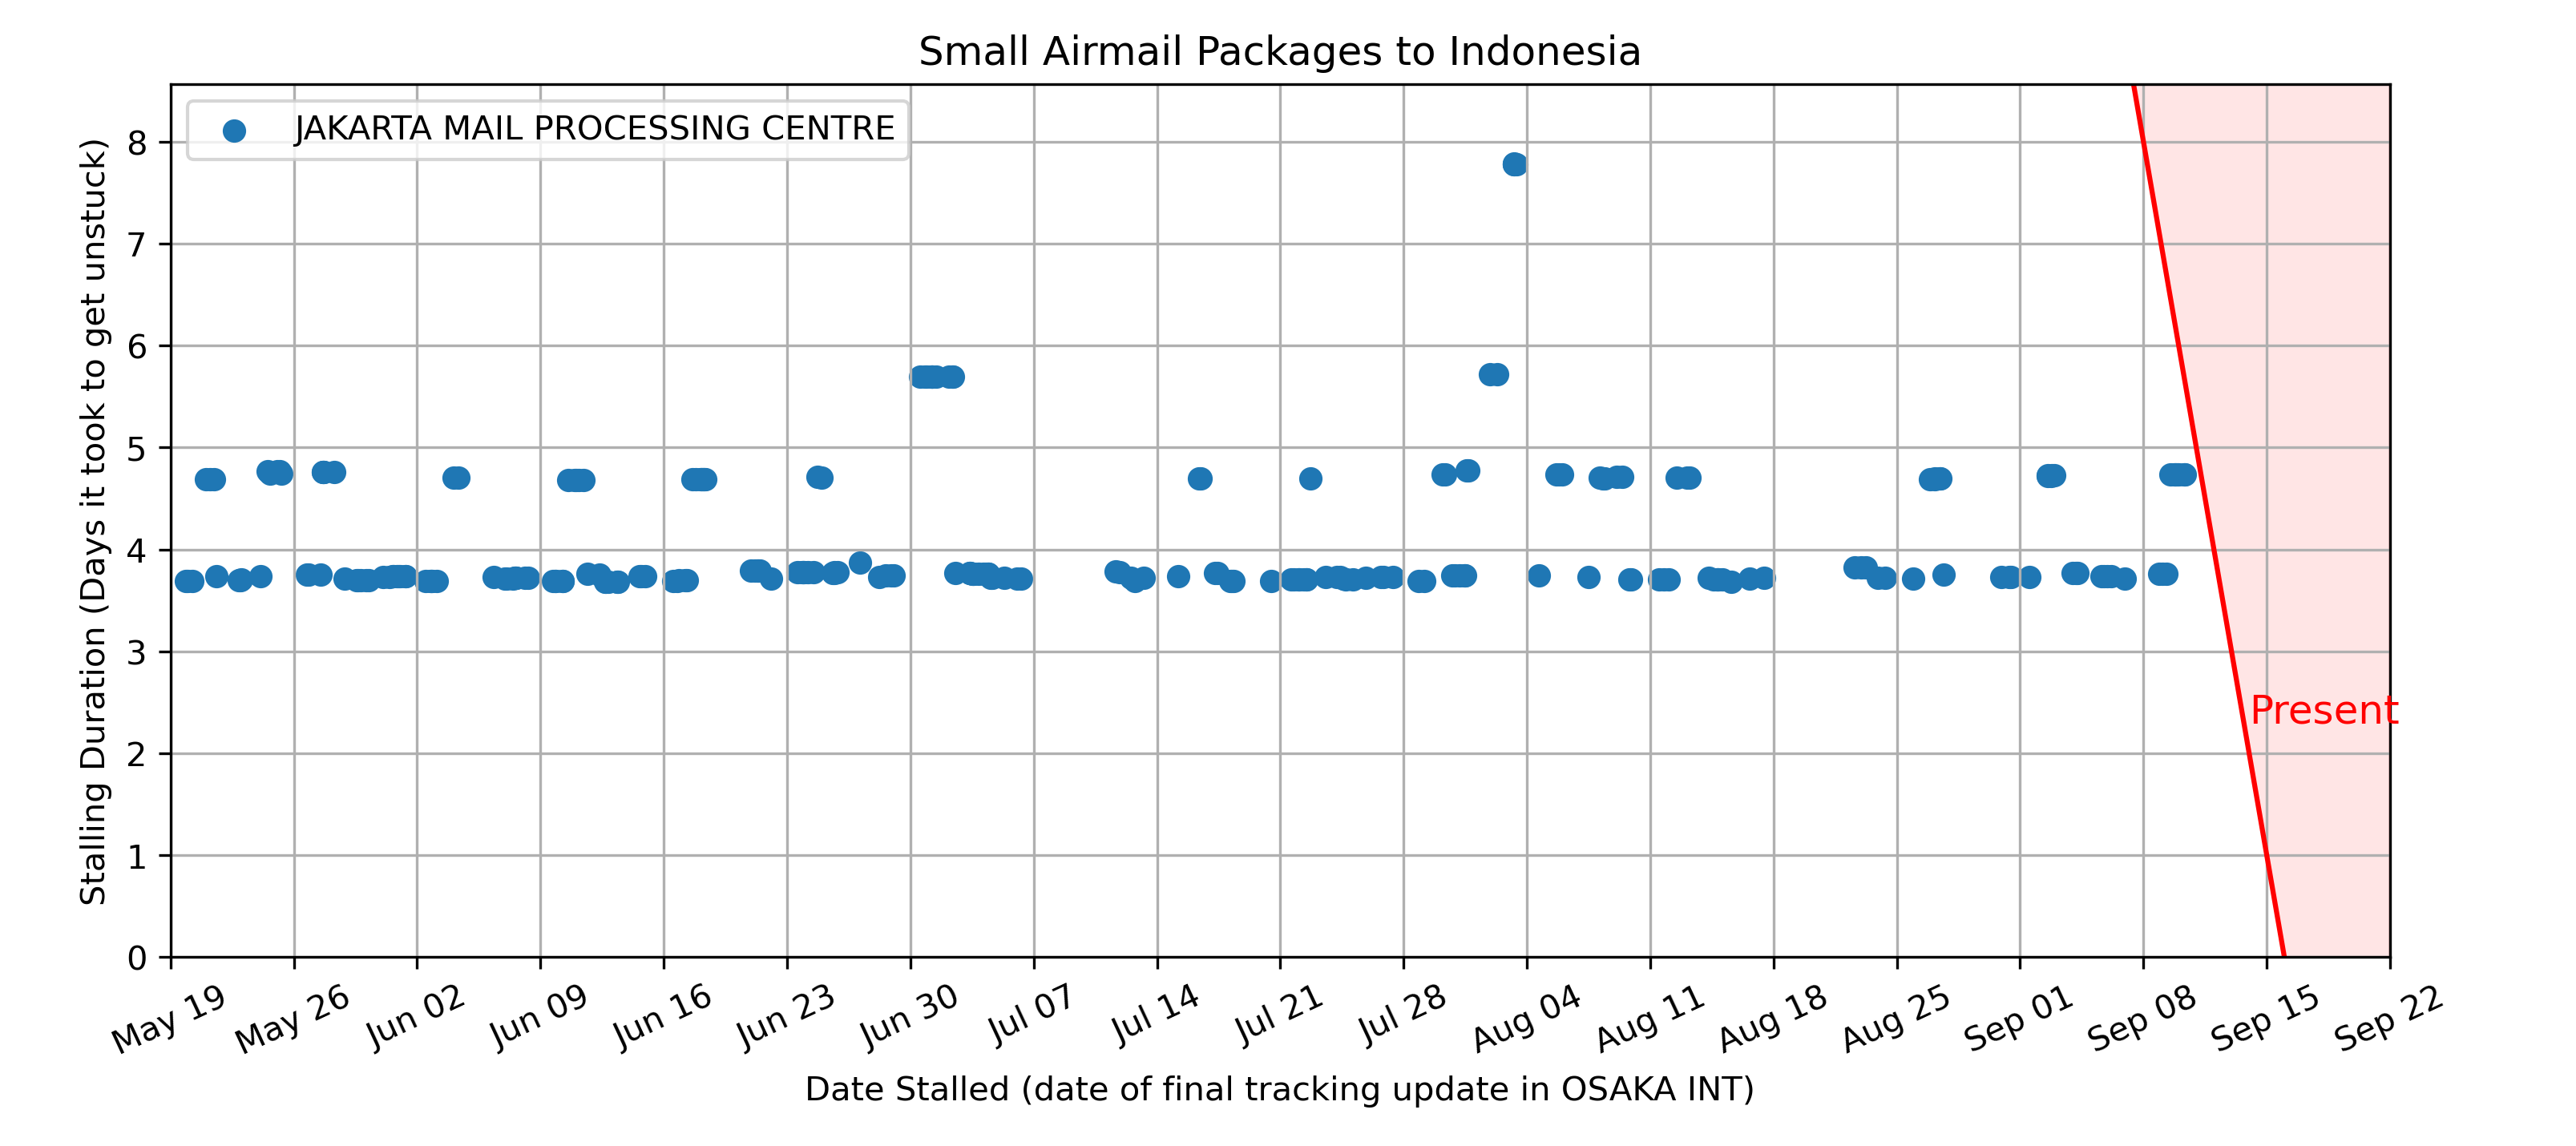 Small Airmail Packages to Indonesia
JAKARTA MAIL PROCESSING CENTRE
Stalling Duration (Days it took to get unstuck)
8
7
6
5
4
3
2
1
0
Present
May 19
May 26
Jun 02
Jun 09
Jun 16
Jun 23
Jun 30
Jul 07
Jul 14
Jul 21
Jul 28
Aug 04
Aug 11
Aug 18
Aug 25
Sep 01
Sep 08
Sep 15
Sep 22
Date Stalled (date of final tracking update in OSAKA INT)